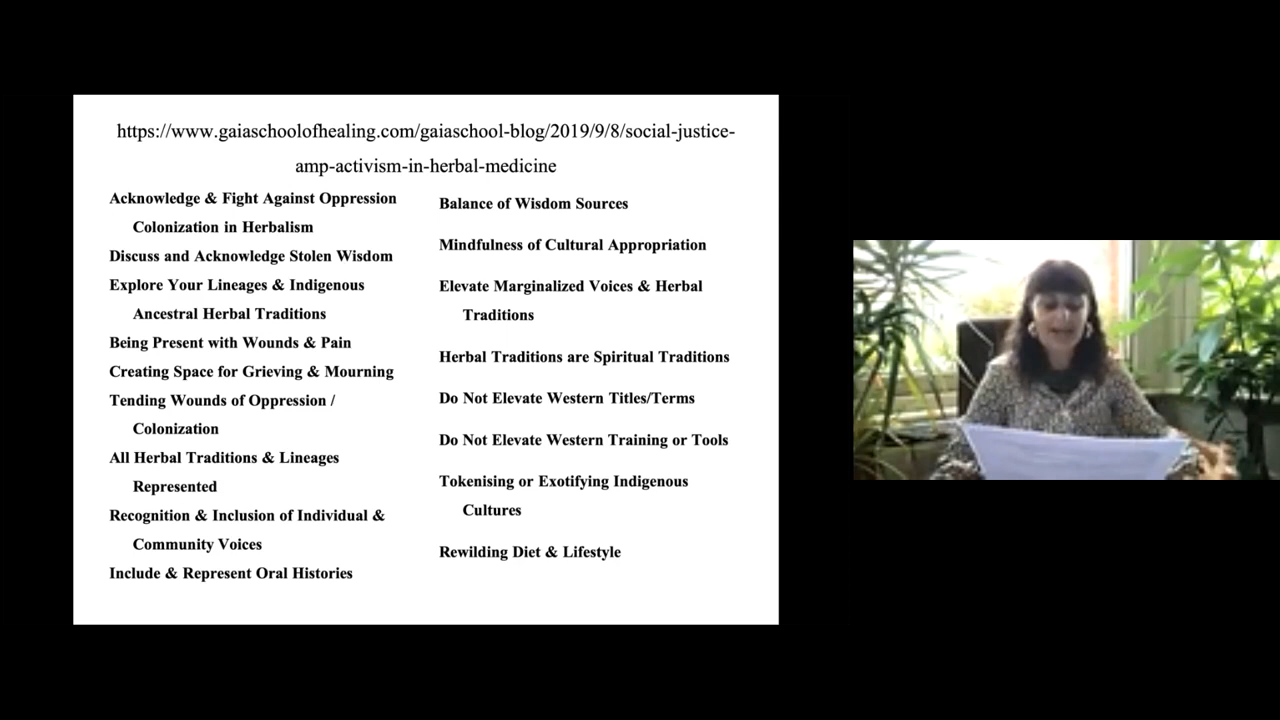 https://www.gaiaschoolofhealing.com/gaiaschool-blog/2019/9/8/social-justice-
amp-activism-in-herbal-medicine
Acknowledge & Fight Against Oppression
Colonization in Herbalism
Discuss and Acknowledge Stolen Wisdom
Explore Your Lineages & Indigenous
Ancestral Herbal Traditions
Being Present with Wounds & Pain
Creating Space for Grieving & Mourning
Tending Wounds of Oppression /
Colonization
All Herbal Traditions & Lineages
Represented
Recognition & Inclusion of Individual &
Community Voices
Include & Represent Oral Histories
Balance of Wisdom Sources
Mindfulness of Cultural Appropriation
Elevate Marginalized Voices & Herbal
Traditions
Herbal Traditions are Spiritual Traditions
Do Not Elevate Western Titles/Terms
Do Not Elevate Western Training or Tools
Tokenising or Exotifying Indigenous
Cultures
Rewilding Diet & Lifestyle